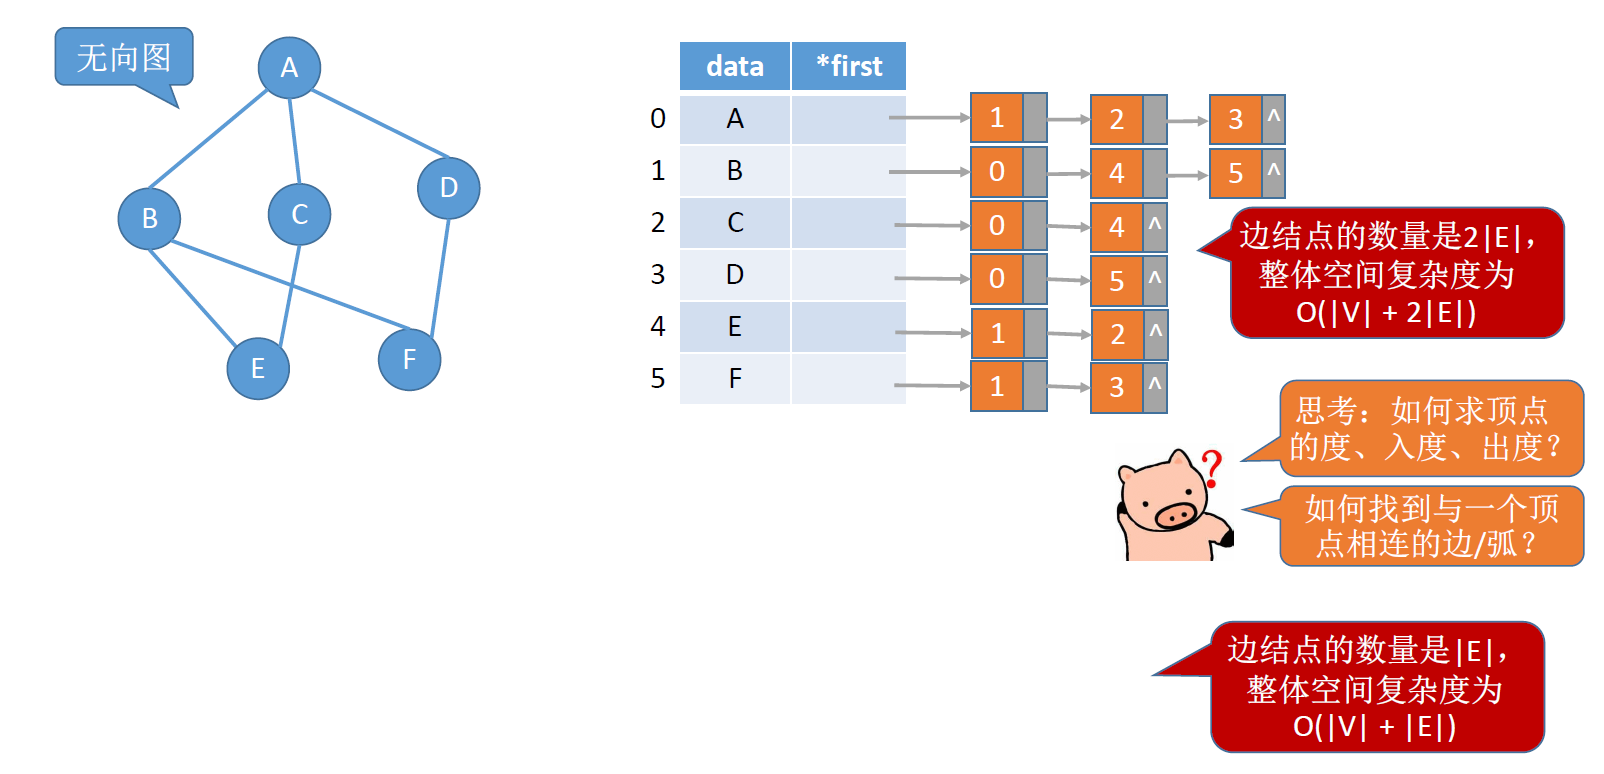 无向图
A
B
C
D
E
F
data *first
0 A 1 2 3 ^
1 B 0 4 5 ^
2 C 0 4 ^
3 D 0 5 ^
4 E 1 2 ^
5 F 1 3 ^
边结点的数量是2|E|，
整体空间复杂度为
O(|V| + 2|E|)
?
思考：如何求顶点
的度、入度、出度？
如何找到与一个顶
点相连的边/弧？
边结点的数量是|E|，
整体空间复杂度为
O(|V| + |E|)